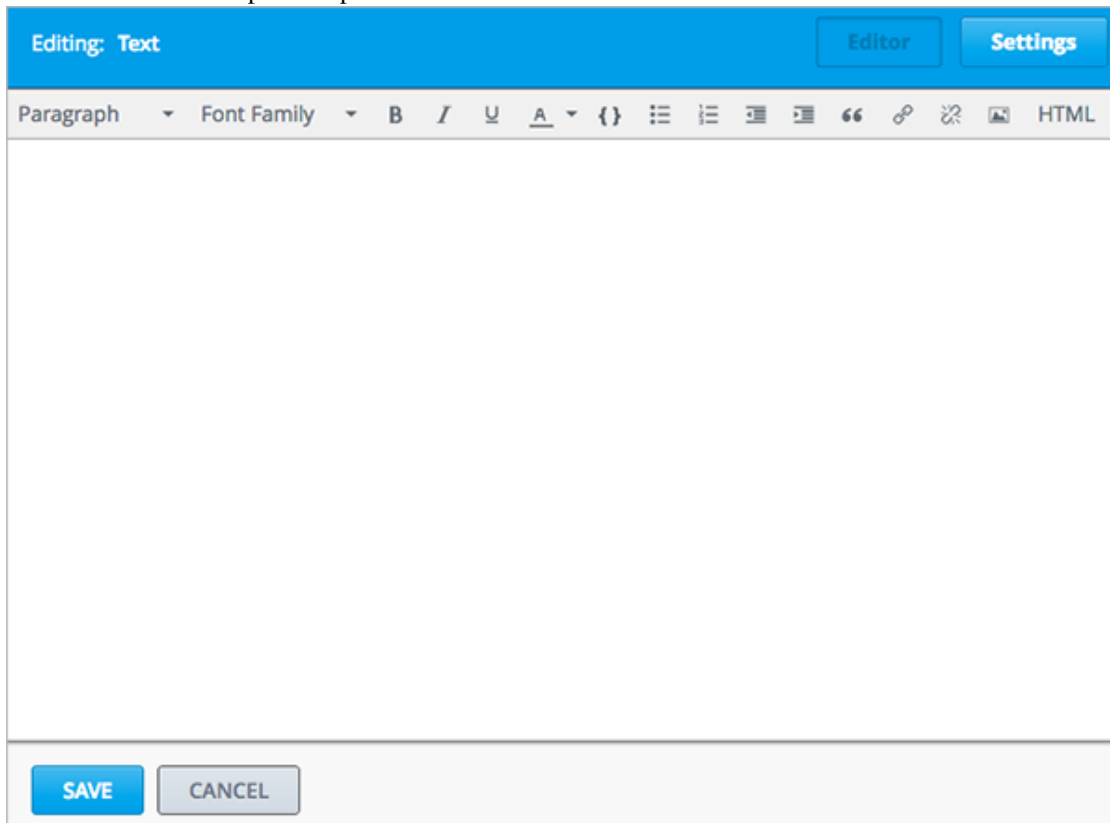 Editing: Text Editor Settings
Paragraph Font Family B I U A {} “ HTML
SAVE CANCEL